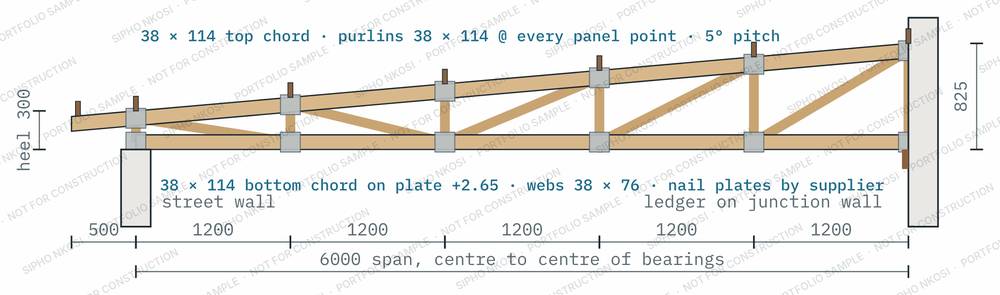 38 × 114 top chord · purlins 38 × 114 @ every panel point · 5° pitch
heel 300
825
38 × 114 bottom chord on plate +2.65 · webs 38 × 76 · nail plates by supplier
street wall
ledger on junction wall
500 1200 1200 1200 1200 1200
6000 span, centre to centre of bearings
SIPHO NKOSI · PORTFOLIO SAMPLE · NOT FOR CONSTRUCTION